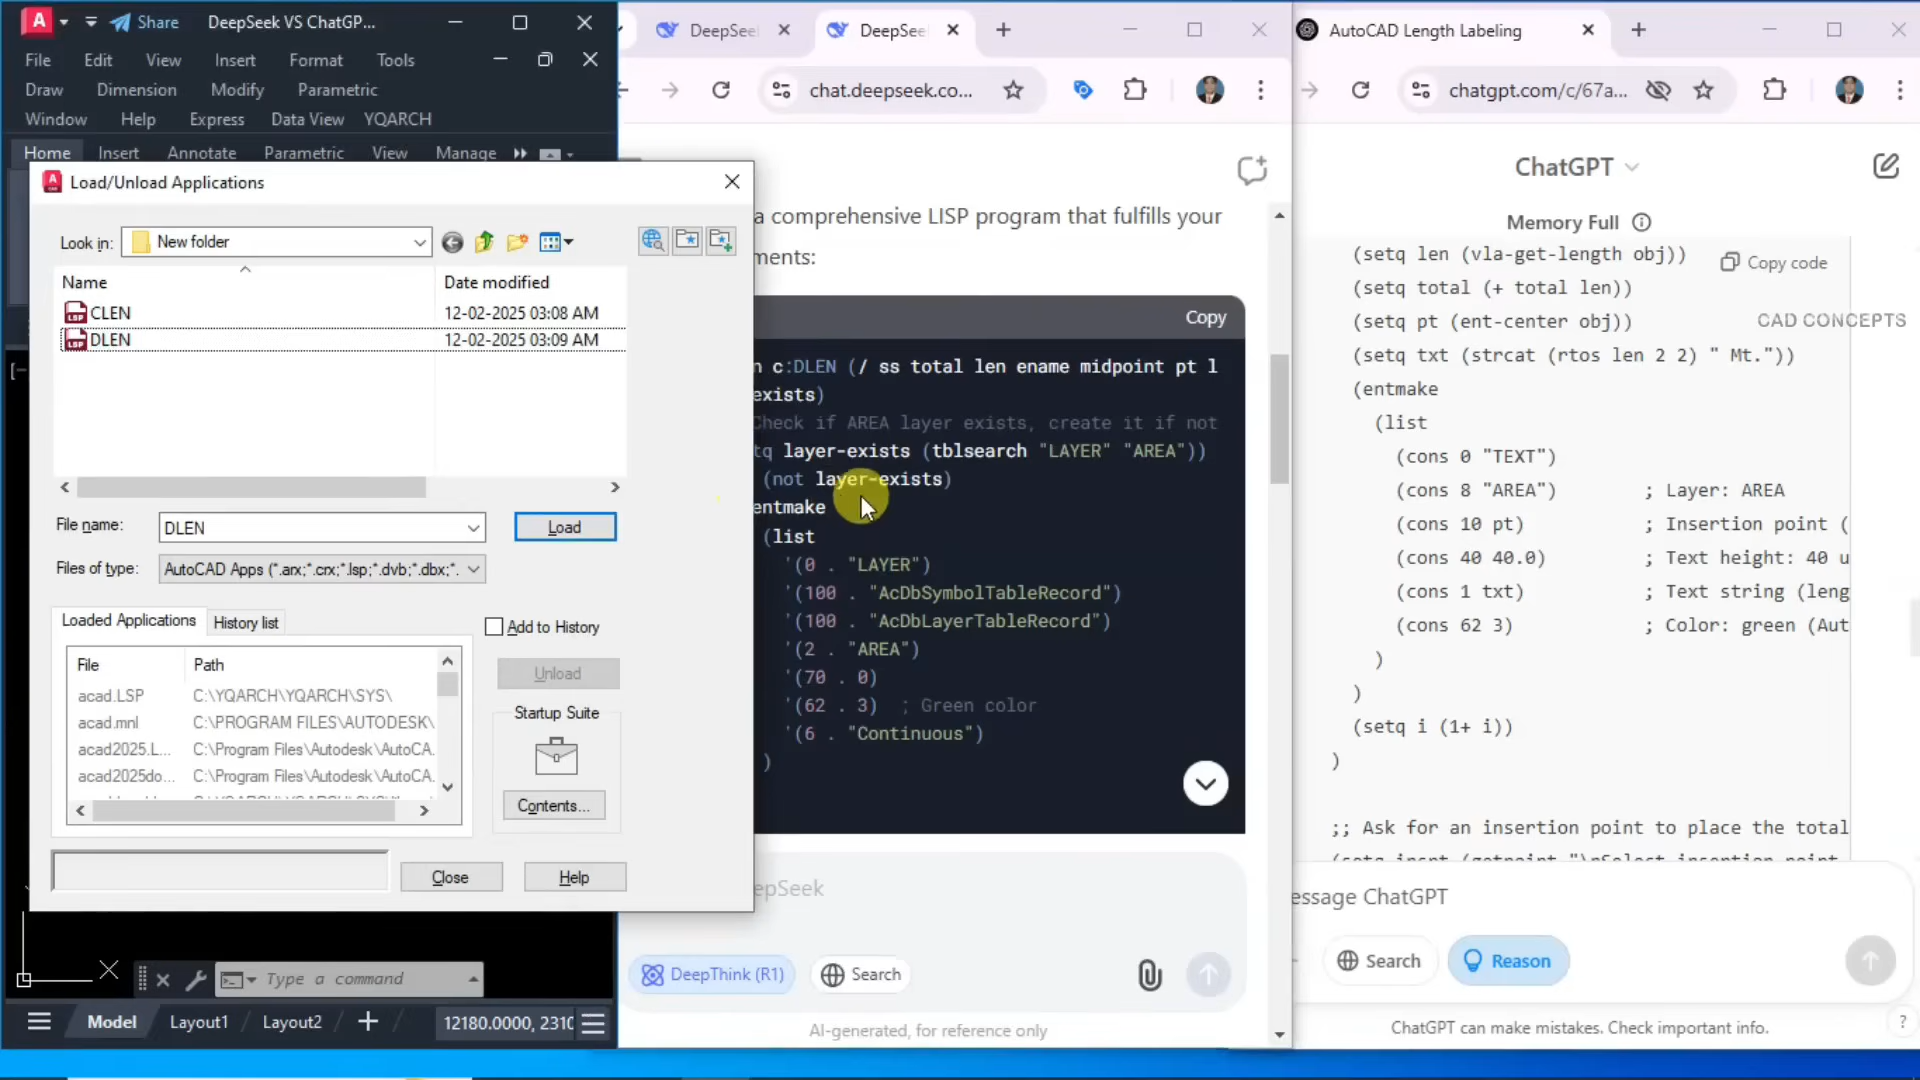 Share
DeepSeek VS ChatGP...
File Edit View Insert Format Tools
Draw Dimension Modify Parametric
Window Help Express Data View YQARCH
Home Insert Annotate Parametric View Manage
Load/Unload Applications
Look in: New folder
Name Date modified
CLEN 12-02-2025 03:08 AM
DLEN 12-02-2025 03:09 AM
File name: DLEN Load
Files of type: AutoCAD Apps (*.arx;*.crx;*.lsp;*.dvb;*.dbx;*.
Loaded Applications History list
Add to History
File Path
acad.LSP C:\YQARCH\YQARCH\SYS\
acad.mnl C:\PROGRAM FILES\AUTODESK\
acad2025.L... C:\Program Files\Autodesk\AutoCA.
acad2025do... C:\Program Files\Autodesk\AutoCA.
Unload
Startup Suite
Contents...
Close Help
Type a command
Model Layout1 Layout2
12180.0000, 2310
DeepSee
DeepSee
chat.deepseek.co...
a comprehensive LISP program that fulfills your
ments:
Copy
n c:DLEN (/ ss total len ename midpoint pt l
exists)
Check if AREA layer exists, create it if not
tq layer-exists (tblsearch "LAYER" "AREA"))
(not layer-exists)
entmake
(list
'(0 . "LAYER")
'(100 . "AcDbSymbolTableRecord")
'(100 . "AcDbLayerTableRecord")
'(2 . "AREA")
'(70 . 0)
'(62 . 3) ; Green color
'(6 . "Continuous")
)
epSeek
DeepThink (R1) Search
AI-generated, for reference only
AutoCAD Length Labeling
chatgpt.com/c/67a...
ChatGPT
Memory Full
Copy code
(setq len (vla-get-length obj))
(setq total (+ total len))
(setq pt (ent-center obj))
CAD CONCEPTS
(setq txt (strcat (rtos len 2 2) " Mt."))
(entmake
(list
(cons 0 "TEXT")
(cons 8 "AREA") ; Layer: AREA
(cons 10 pt) ; Insertion point (
(cons 40 40.0) ; Text height: 40 u
(cons 1 txt) ; Text string (leng
(cons 62 3) ; Color: green (Aut
)
)
(setq i (1+ i))
)
;; Ask for an insertion point to place the total
essage ChatGPT
Search Reason
ChatGPT can make mistakes. Check important info.
?